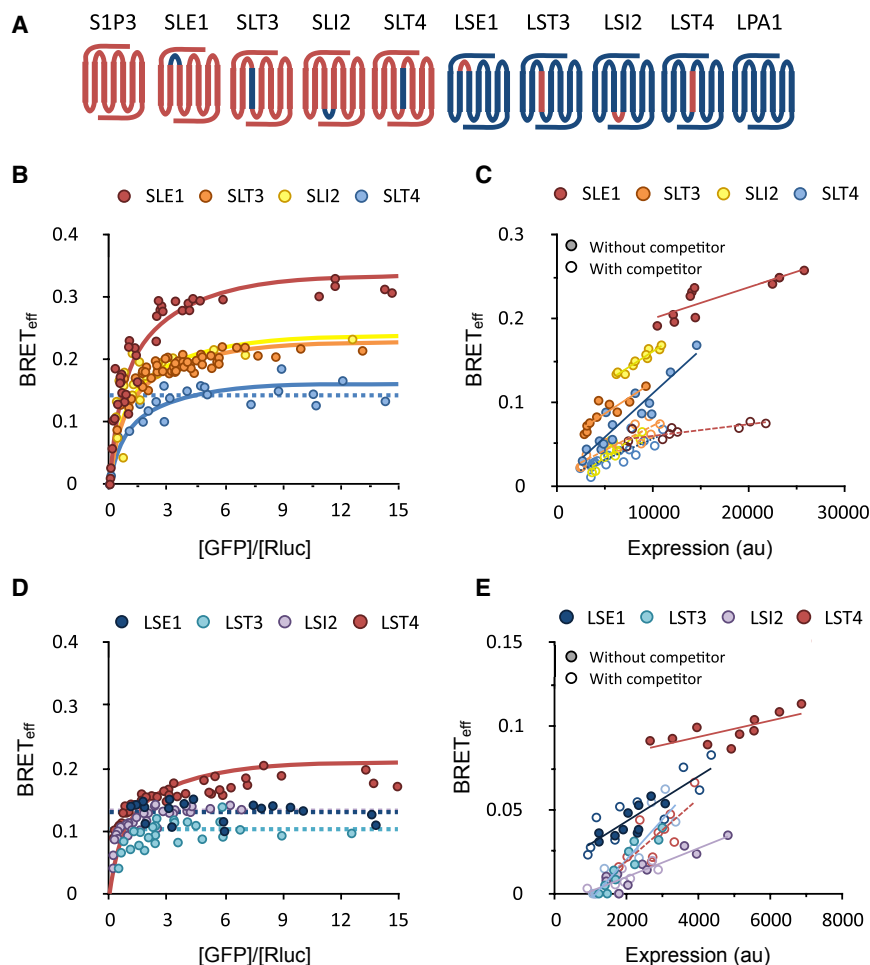 A
S1P3 SLE1 SLT3 SLI2 SLT4 LSE1 LST3 LSI2 LST4 LPA1
B
SLE1 SLT3 SLI2 SLT4
0.4
0.3
0.2
0.1
0
BRETeff
0 3 6 9 12 15
[GFP]/[Rluc]
C
SLE1 SLT3 SLI2 SLT4
Without competitor
With competitor
0.3
0.2
0.1
0
BRETeff
0 10000 20000 30000
Expression (au)
D
LSE1 LST3 LSI2 LST4
0.4
0.3
0.2
0.1
0
BRETeff
0 3 6 9 12 15
[GFP]/[Rluc]
E
LSE1 LST3 LSI2 LST4
Without competitor
With competitor
0.15
0.1
0.05
0
BRETeff
0 2000 4000 6000 8000
Expression (au)